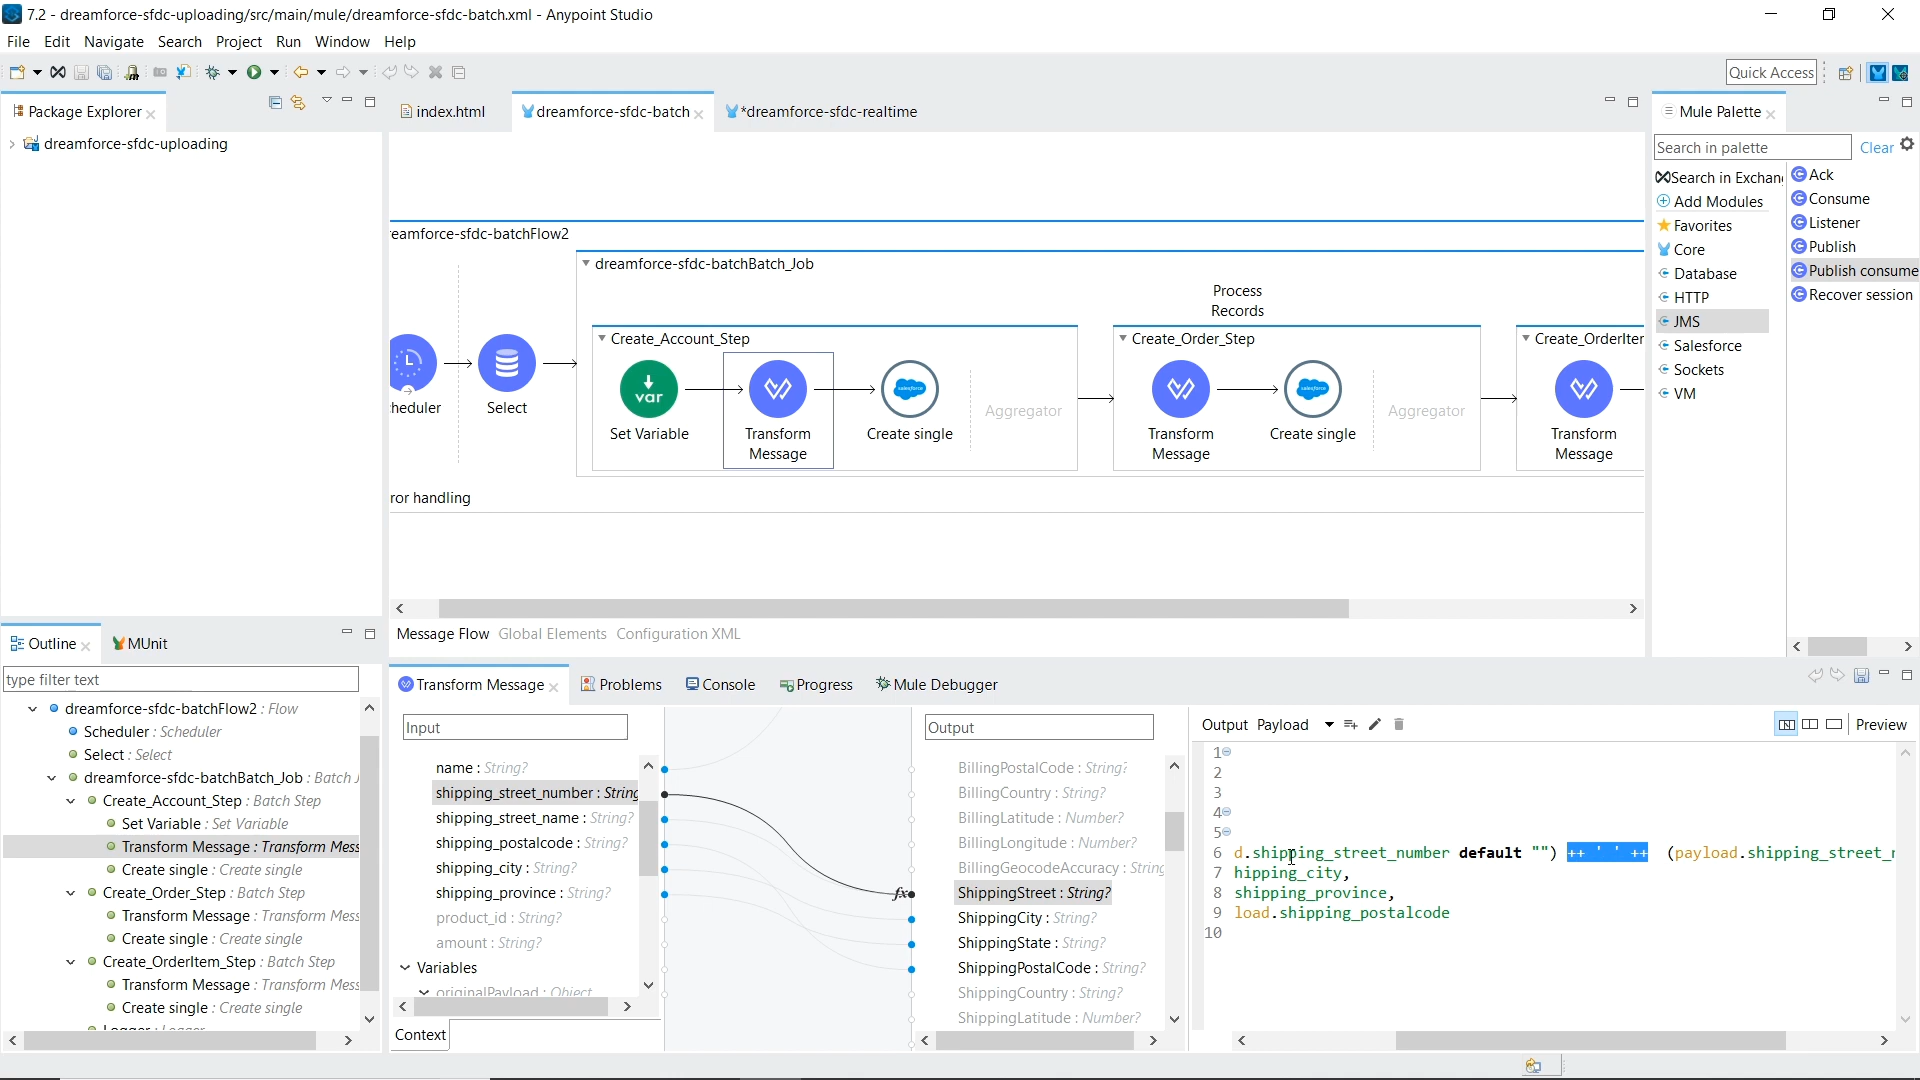 7.2 - dreamforce-sfdc-uploading/src/main/mule/dreamforce-sfdc-batch.xml - Anypoint Studio
File Edit Navigate Search Project Run Window Help
Quick Access
Package Explorer
dreamforce-sfdc-uploading
index.html
dreamforce-sfdc-batch
*dreamforce-sfdc-realtime
eamforce-sfdc-batchFlow2
dreamforce-sfdc-batchBatch_Job
Process
Records
Create_Account_Step
Create_Order_Step
Create_OrderIter
var
heduler
Select
Set Variable
Transform
Message
Create single
Aggregator
Transform
Message
Create single
Aggregator
Transform
Message
ror handling
Message Flow Global Elements Configuration XML
Mule Palette
Search in palette
Clear
Search in Exchan
Add Modules
Favorites
Core
Database
HTTP
JMS
Salesforce
Sockets
VM
Ack
Consume
Listener
Publish
Publish consume
Recover session
Outline
MUnit
type filter text
dreamforce-sfdc-batchFlow2 : Flow
Scheduler : Scheduler
Select : Select
dreamforce-sfdc-batchBatch_Job : Batch J
Create_Account_Step : Batch Step
Set Variable : Set Variable
Transform Message : Transform Mess
Create single : Create single
Create_Order_Step : Batch Step
Transform Message : Transform Mess
Create single : Create single
Create_OrderItem_Step : Batch Step
Transform Message : Transform Mess
Create single : Create single
Logger : Logger
Transform Message
Problems
Console
Progress
Mule Debugger
Input
name : String?
shipping_street_number : String
shipping_street_name : String?
shipping_postalcode : String?
shipping_city : String?
shipping_province : String?
product_id : String?
amount : String?
Variables
originalPayload : Object
Context
fx
Output
BillingPostalCode : String?
BillingCountry : String?
BillingLatitude : Number?
BillingLongitude : Number?
BillingGeocodeAccuracy : String
ShippingStreet : String?
ShippingCity : String?
ShippingState : String?
ShippingPostalCode : String?
ShippingCountry : String?
ShippingLatitude : Number?
Output Payload
Preview
1
2
3
4
5
6 d.shipping_street_number default "") ++ ' ' ++ (payload.shipping_street_n
7 hipping_city,
8 shipping_province,
9 load.shipping_postalcode
10